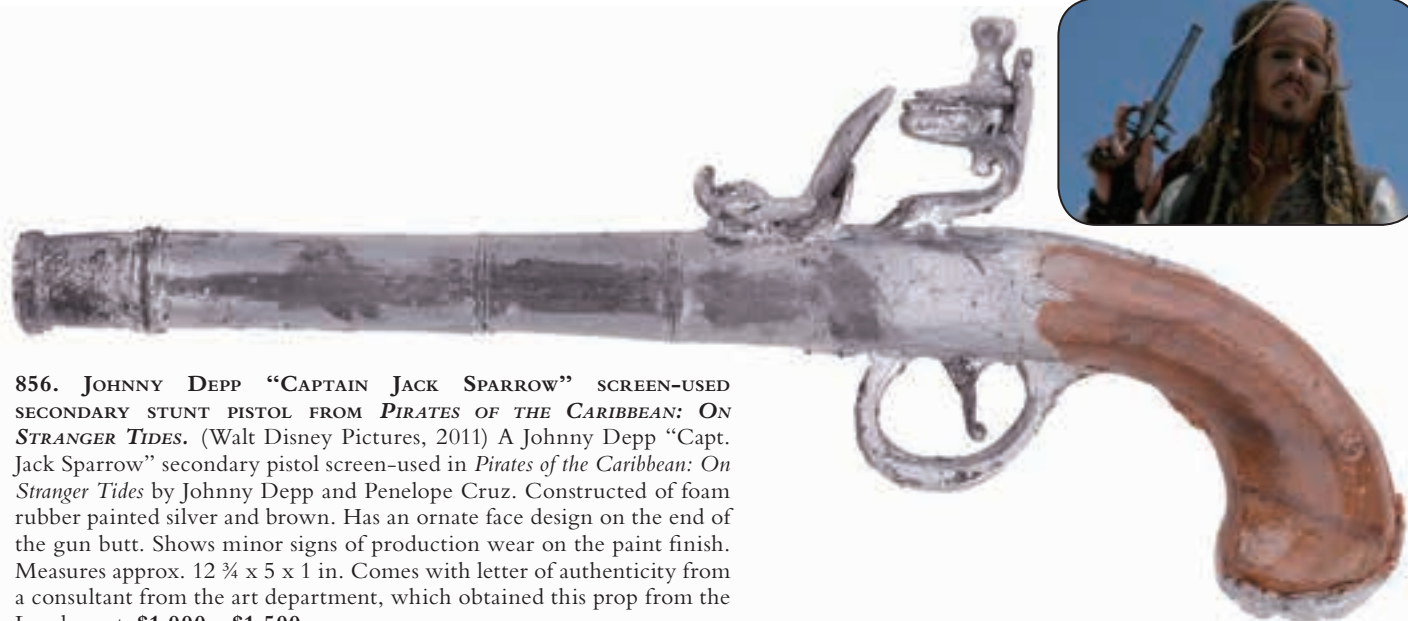 856. Johnny Depp “Captain Jack Sparrow” screen-used
secondary stunt pistol from Pirates of the Caribbean: On
Stranger Tides. (Walt Disney Pictures, 2011) A Johnny Depp “Capt.
Jack Sparrow” secondary pistol screen-used in Pirates of the Caribbean: On
Stranger Tides by Johnny Depp and Penelope Cruz. Constructed of foam
rubber painted silver and brown. Has an ornate face design on the end of
the gun butt. Shows minor signs of production wear on the paint finish.
Measures approx. 12 ¾ x 5 x 1 in. Comes with letter of authenticity from
a consultant from the art department, which obtained this prop from the
$1,000 - $1,500